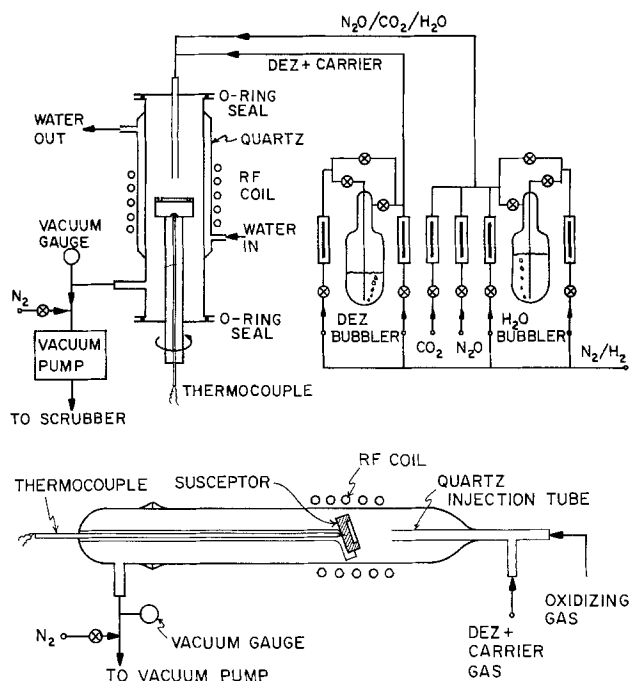 N₂O/CO₂/H₂O
DEZ + CARRIER
O-RING
SEAL
WATER
OUT
QUARTZ
RF
COIL
VACUUM
GAUGE
WATER
IN
N₂
VACUUM
PUMP
O-RING
SEAL
THERMOCOUPLE
TO SCRUBBER
DEZ
BUBBLER
CO₂
N₂O
H₂O
BUBBLER
N₂/H₂
THERMOCOUPLE
SUSCEPTOR
RF COIL
QUARTZ
INJECTION TUBE
OXIDIZING
GAS
DEZ +
CARRIER
GAS
N₂
VACUUM GAUGE
TO VACUUM PUMP